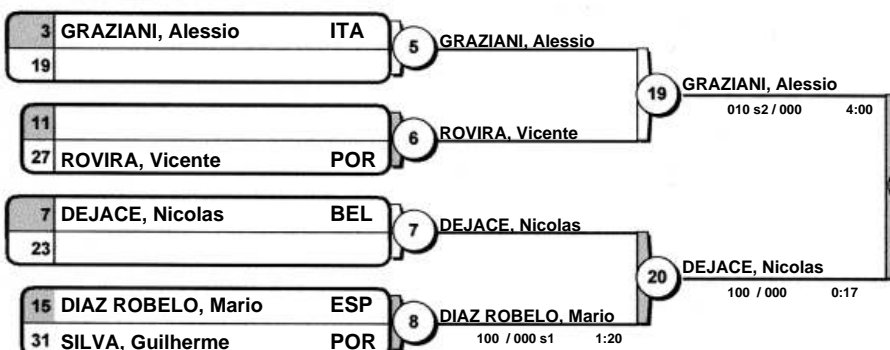 3 GRAZIANI, Alessio ITA
19
5
GRAZIANI, Alessio
11
27 ROVIRA, Vicente POR
6
ROVIRA, Vicente
19
GRAZIANI, Alessio
010 s2 / 000 4:00
7 DEJACE, Nicolas BEL
23
7
DEJACE, Nicolas
15 DIAZ ROBELO, Mario ESP
31 SILVA, Guilherme POR
8
DIAZ ROBELO, Mario
100 / 000 s1 1:20
20
DEJACE, Nicolas
100 / 000 0:17